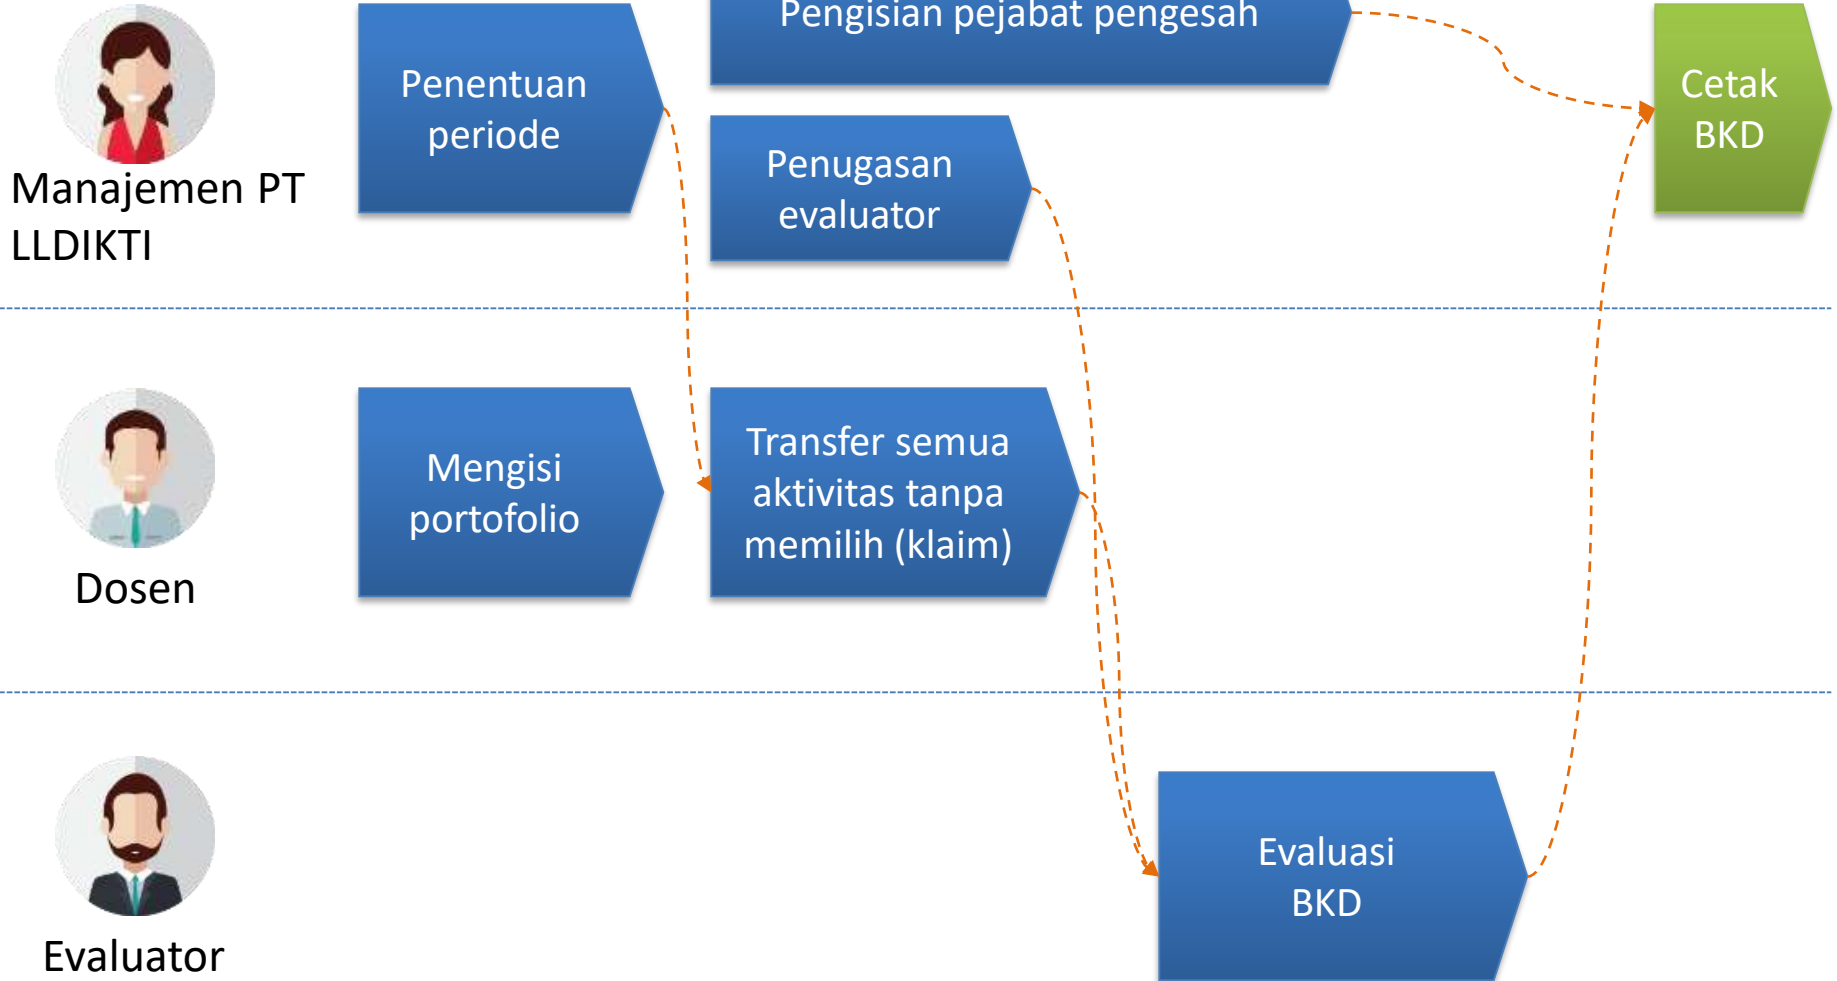 Pengisian pejabat pengesah
Penentuan
periode
Cetak
BKD
Penugasan
evaluator
Manajemen PT
LLDIKTI
Mengisi
portofolio
Transfer semua
aktivitas tanpa
memilih (klaim)
Dosen
Evaluasi
BKD
Evaluator